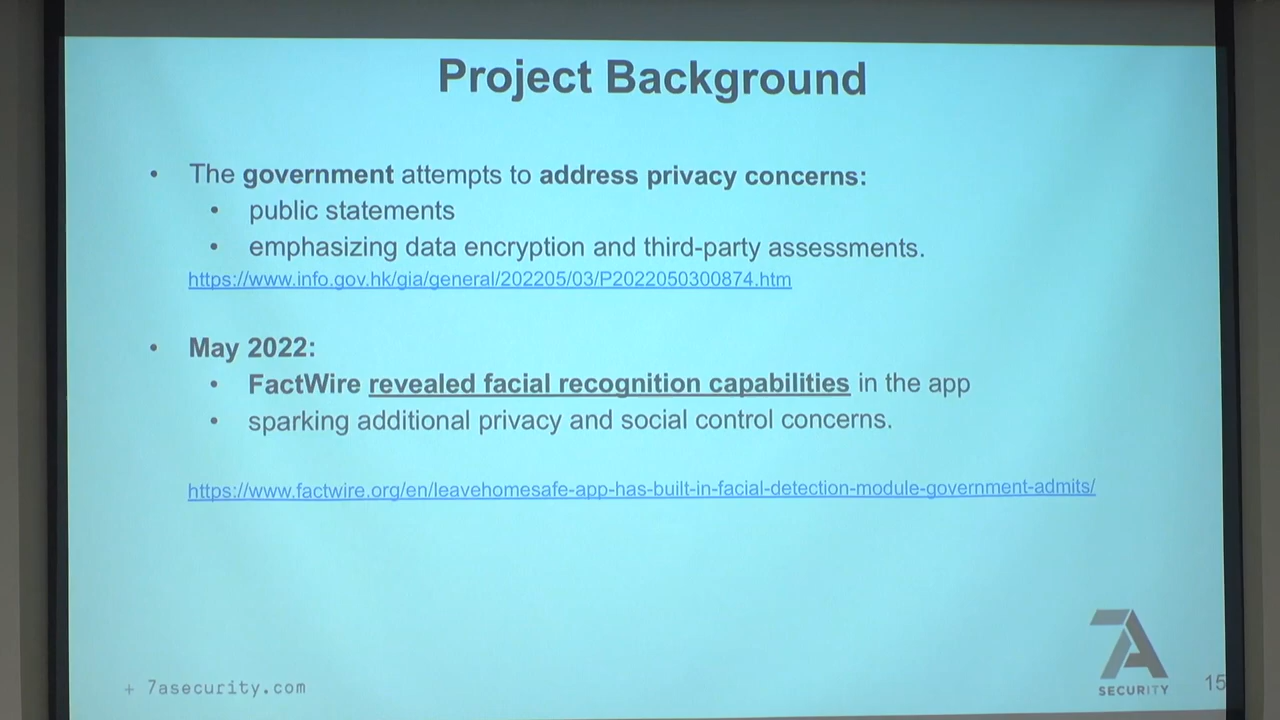 Project Background
• The government attempts to address privacy concerns:
• public statements
• emphasizing data encryption and third-party assessments.
https://www.info.gov.hk/gia/general/202205/03/P2022050300874.htm
• May 2022:
• FactWire revealed facial recognition capabilities in the app
• sparking additional privacy and social control concerns.
https://www.factwire.org/en/leavehomesafe-app-has-built-in-facial-detection-module-government-admits/
+ 7asecurity.com
7A
SECURITY
15